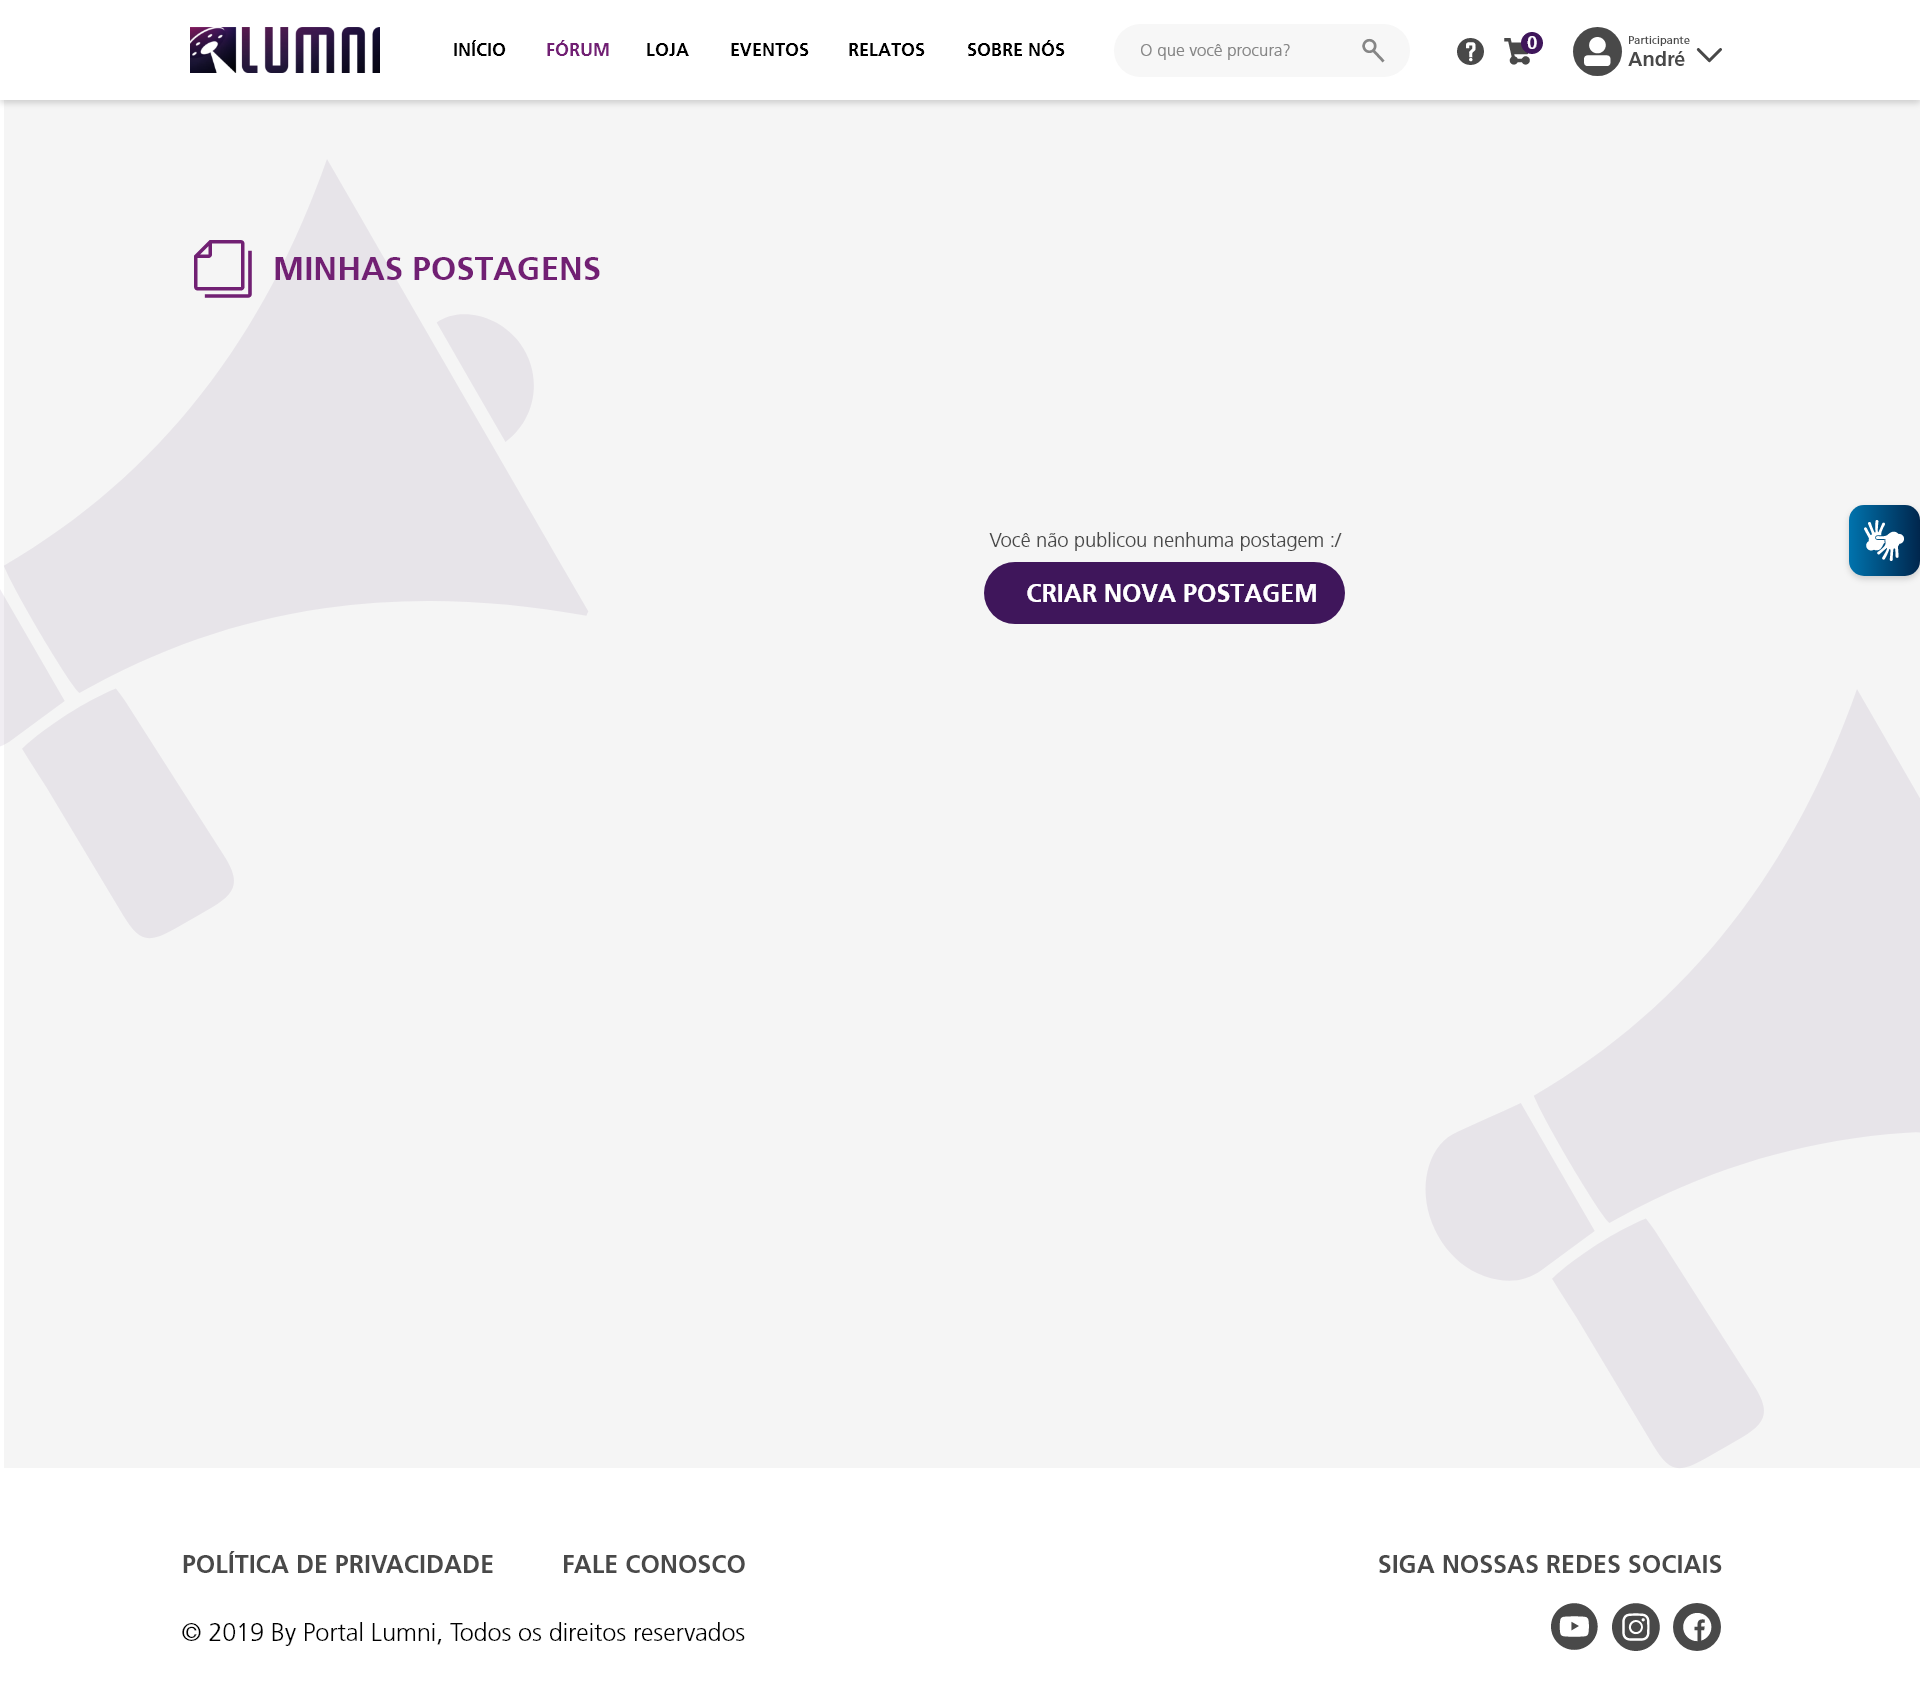 LUMNI
INÍCIO FÓRUM LOJA EVENTOS RELATOS SOBRE NÓS
O que você procura?
0
Participante
André
MINHAS POSTAGENS
Você não publicou nenhuma postagem :/
CRIAR NOVA POSTAGEM
POLÍTICA DE PRIVACIDADE FALE CONOSCO
SIGA NOSSAS REDES SOCIAIS
© 2019 By Portal Lumni, Todos os direitos reservados